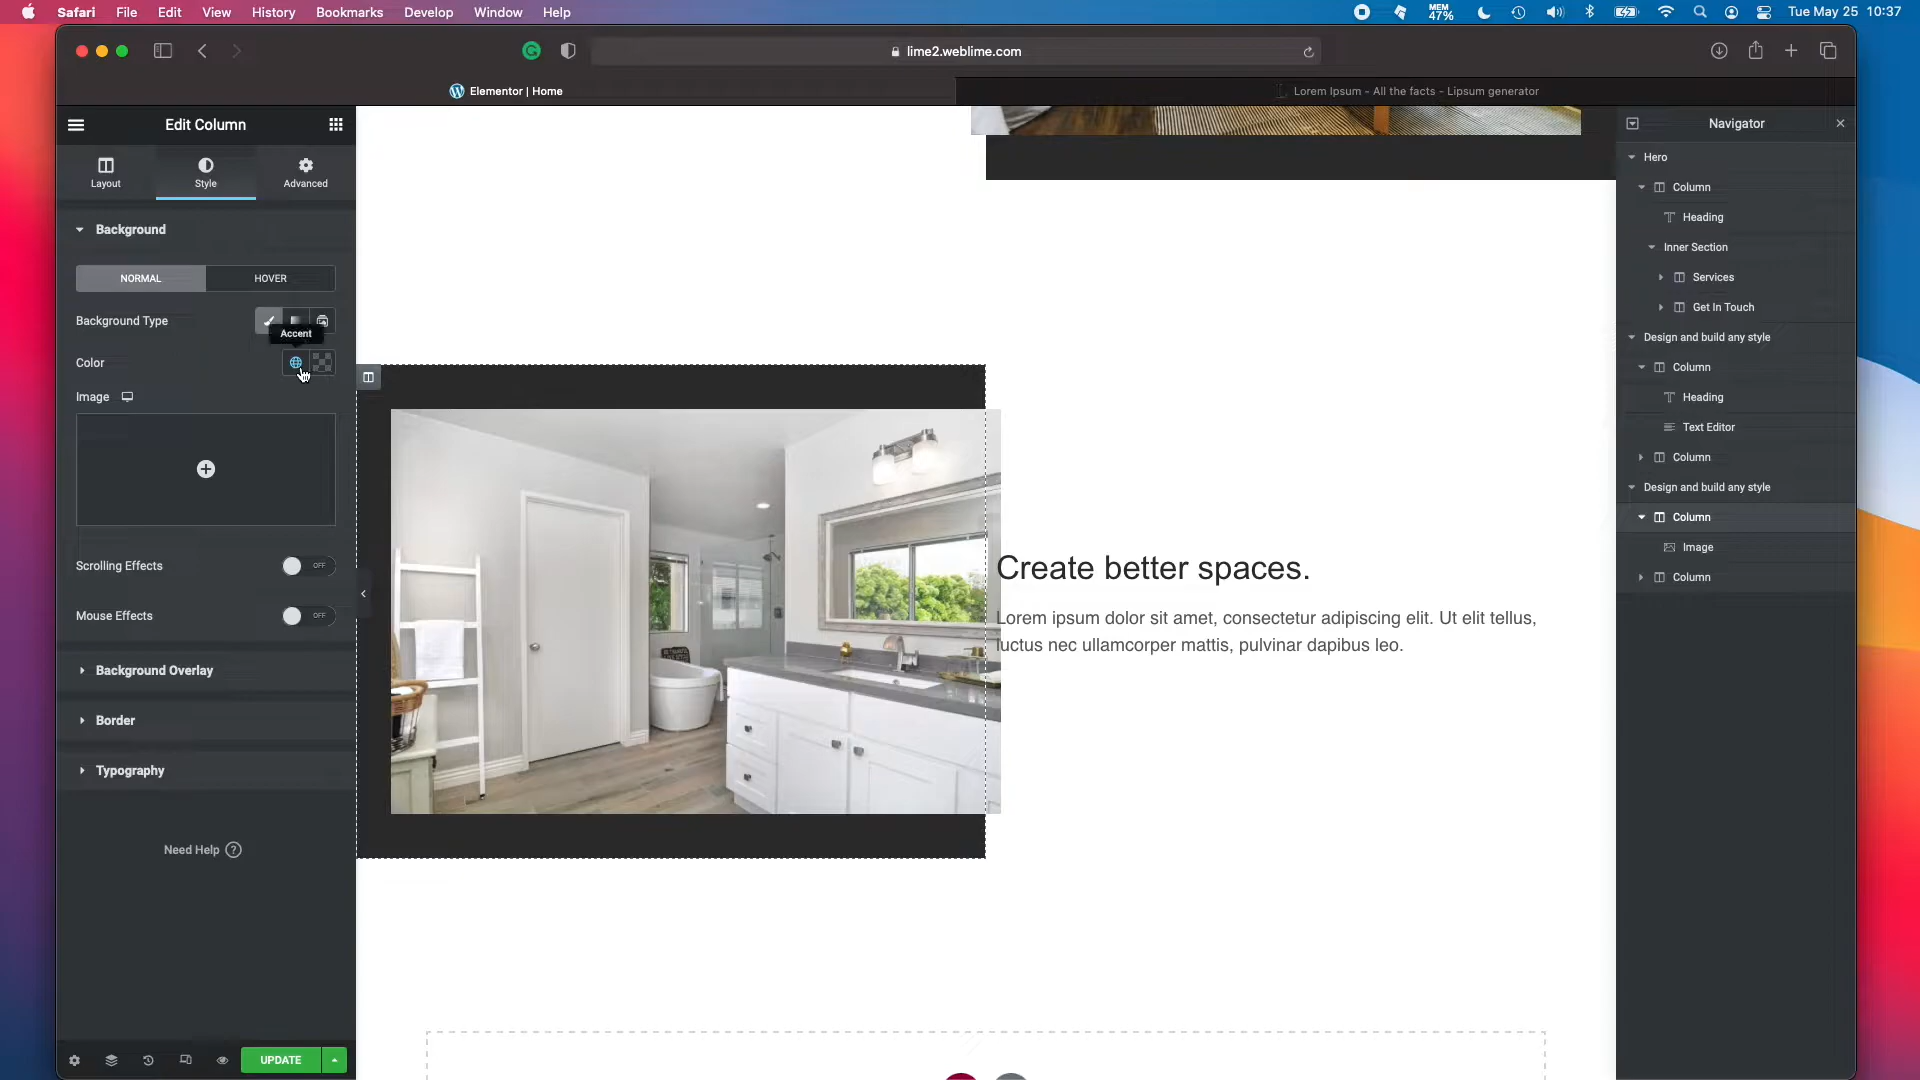 Safari File Edit View History Bookmarks Develop Window Help MEM 47% Tue May 25 10:37
lime2.weblime.com
Elementor | Home Lorem Ipsum - All the facts - Lipsum generator
Edit Column
Layout Style Advanced
Background
NORMAL HOVER
Background Type
Accent
Color
Image
Scrolling Effects OFF
Mouse Effects OFF
Background Overlay
Border
Typography
Need Help ?
UPDATE
Create better spaces.
Lorem ipsum dolor sit amet, consectetur adipiscing elit. Ut elit tellus,
luctus nec ullamcorper mattis, pulvinar dapibus leo.
Navigator
Hero
Column
Heading
Inner Section
Services
Get In Touch
Design and build any style
Column
Heading
Text Editor
Column
Design and build any style
Column
Image
Column